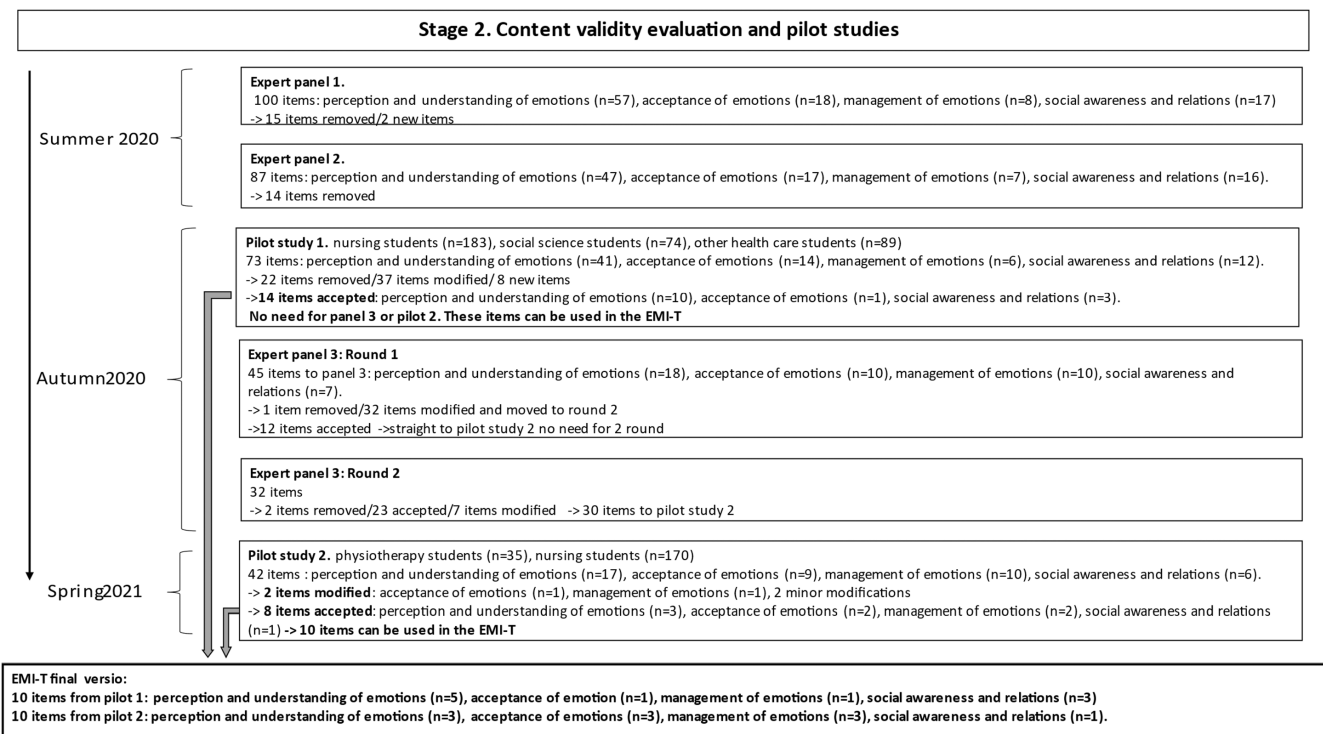 Stage 2. Content validity evaluation and pilot studies
Summer 2020
Expert panel 1.
100 items: perception and understanding of emotions (n=57), acceptance of emotions (n=18), management of emotions (n=8), social awareness and relations (n=17)
-> 15 items removed/2 new items
Expert panel 2.
87 items: perception and understanding of emotions (n=47), acceptance of emotions (n=17), management of emotions (n=7), social awareness and relations (n=16).
-> 14 items removed
Autumn2020
Pilot study 1. nursing students (n=183), social science students (n=74), other health care students (n=89)
73 items: perception and understanding of emotions (n=41), acceptance of emotions (n=14), management of emotions (n=6), social awareness and relations (n=12).
-> 22 items removed/37 items modified/ 8 new items
->14 items accepted: perception and understanding of emotions (n=10), acceptance of emotions (n=1), social awareness and relations (n=3).
No need for panel 3 or pilot 2. These items can be used in the EMI-T
Expert panel 3: Round 1
45 items to panel 3: perception and understanding of emotions (n=18), acceptance of emotions (n=10), management of emotions (n=10), social awareness and
relations (n=7).
-> 1 item removed/32 items modified and moved to round 2
->12 items accepted ->straight to pilot study 2 no need for 2 round
Expert panel 3: Round 2
32 items
-> 2 items removed/23 accepted/7 items modified -> 30 items to pilot study 2
Spring2021
Pilot study 2. physiotherapy students (n=35), nursing students (n=170)
42 items : perception and understanding of emotions (n=17), acceptance of emotions (n=9), management of emotions (n=10), social awareness and relations (n=6).
-> 2 items modified: acceptance of emotions (n=1), management of emotions (n=1), 2 minor modifications
-> 8 items accepted: perception and understanding of emotions (n=3), acceptance of emotions (n=2), management of emotions (n=2), social awareness and relations
(n=1) -> 10 items can be used in the EMI-T
EMI-T final versio:
10 items from pilot 1: perception and understanding of emotions (n=5), acceptance of emotion (n=1), management of emotions (n=1), social awareness and relations (n=3)
10 items from pilot 2: perception and understanding of emotions (n=3), acceptance of emotions (n=3), management of emotions (n=3), social awareness and relations (n=1).